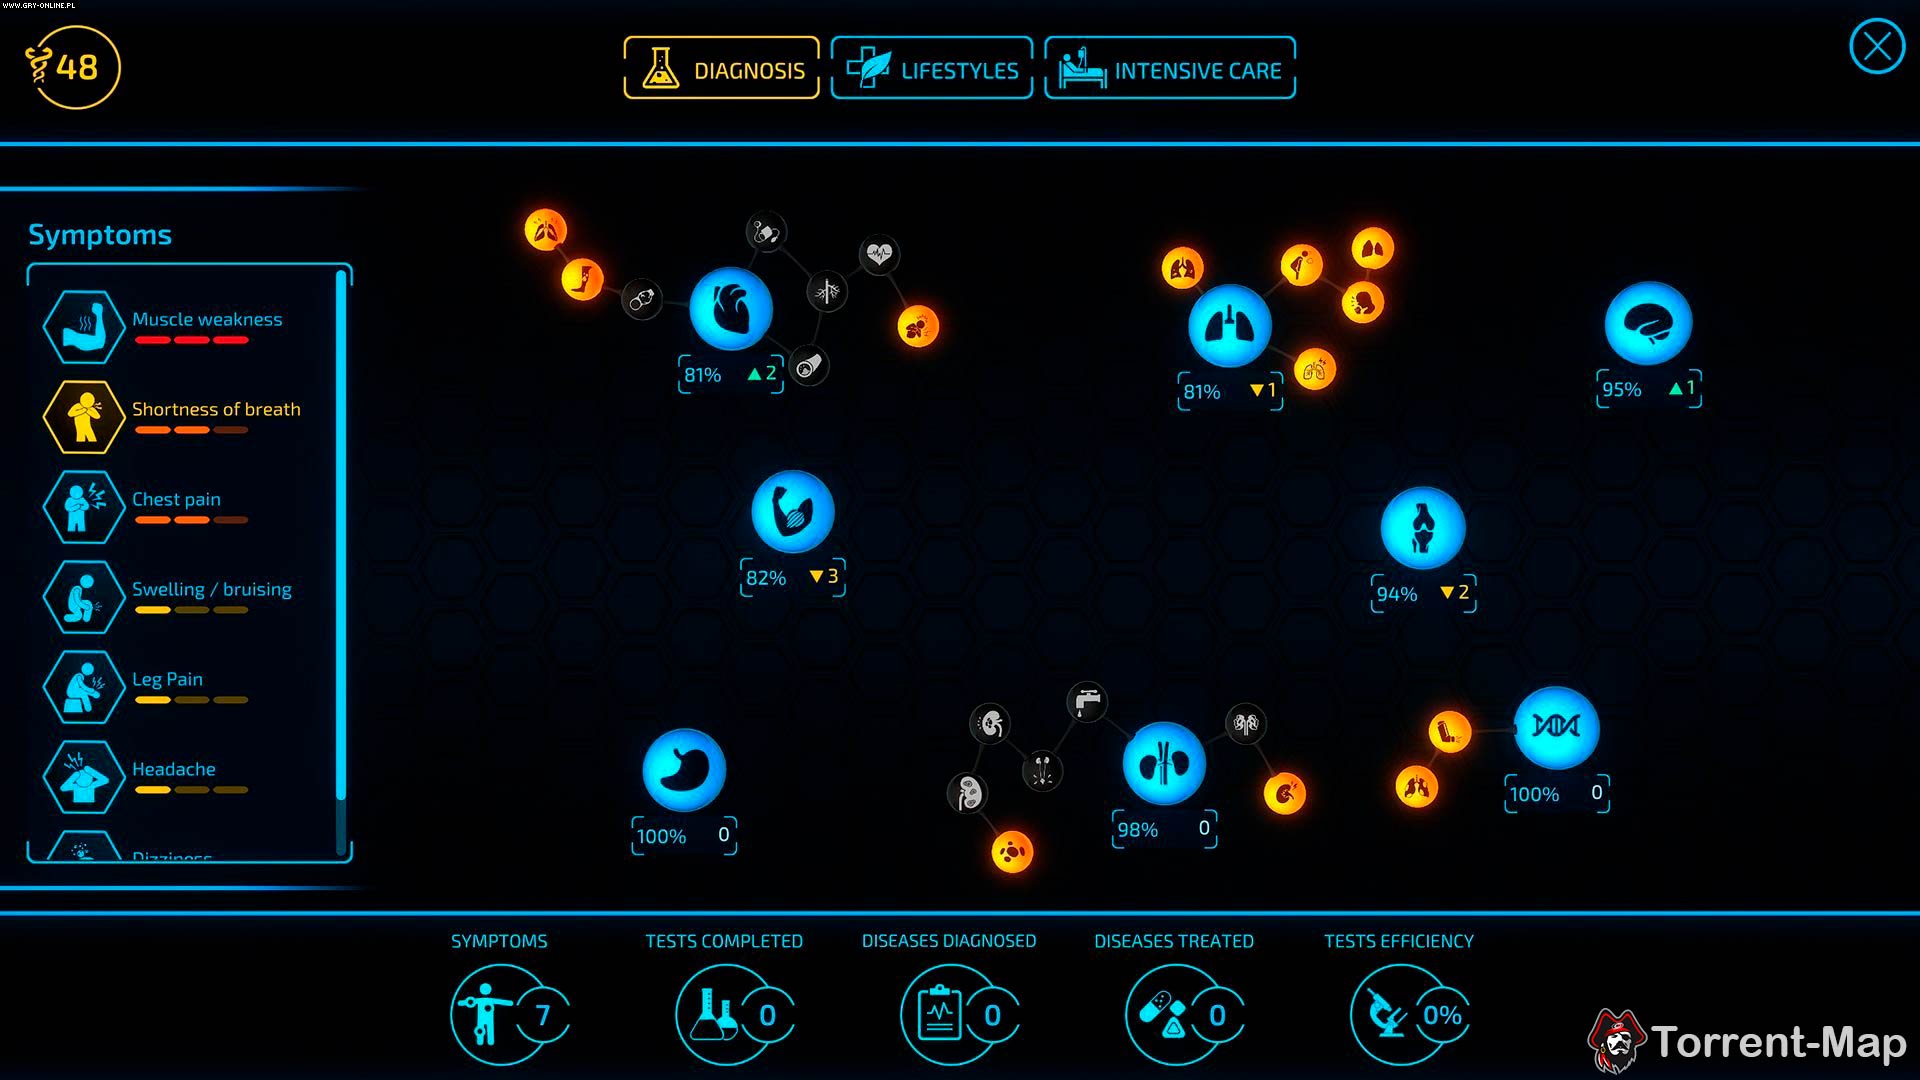 WWW.GRY-ONLINE.PL
48
DIAGNOSIS
LIFESTYLES
INTENSIVE CARE
Symptoms
Muscle weakness
Shortness of breath
Chest pain
Swelling / bruising
Leg Pain
Headache
Dizziness
81% ▲2
81% ▼1
95% ▲1
82% ▼3
94% ▼2
100% 0
98% 0
100% 0
SYMPTOMS
7
TESTS COMPLETED
0
DISEASES DIAGNOSED
0
DISEASES TREATED
0
TESTS EFFICIENCY
0%
Torrent-Map